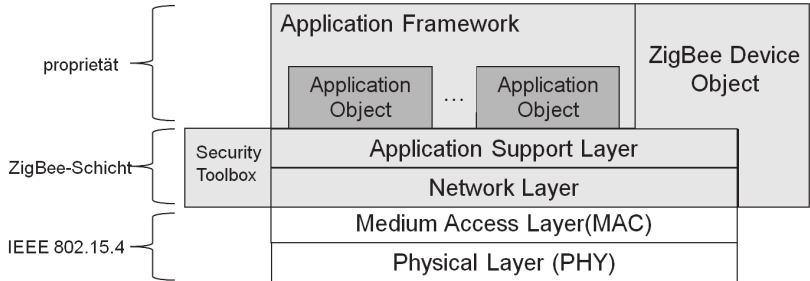 proprietät
ZigBee-Schicht
IEEE 802.15.4
Application Framework
Application
Object
...
Application
Object
ZigBee Device
Object
Security
Toolbox
Application Support Layer
Network Layer
Medium Access Layer(MAC)
Physical Layer (PHY)